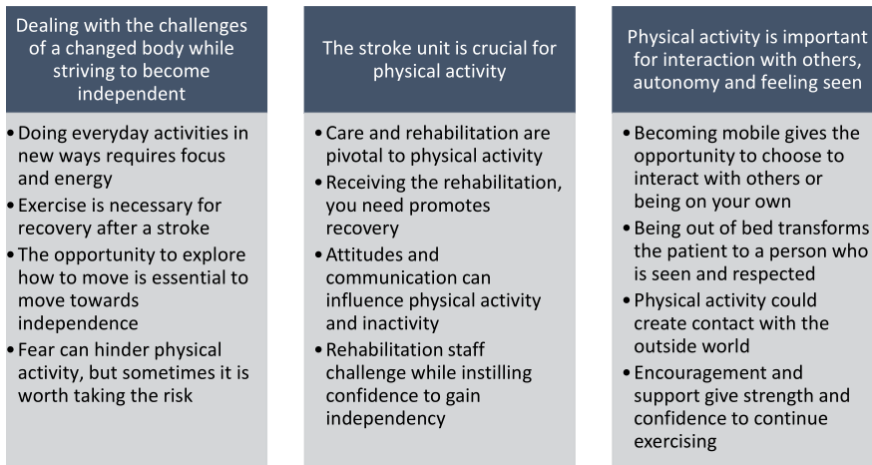 Dealing with the challenges
of a changed body while
striving to become
independent
• Doing everyday activities in
new ways requires focus
and energy
• Exercise is necessary for
recovery after a stroke
• The opportunity to explore
how to move is essential to
move towards
independence
• Fear can hinder physical
activity, but sometimes it is
worth taking the risk
The stroke unit is crucial for
physical activity
• Care and rehabilitation are
pivotal to physical activity
• Receiving the rehabilitation,
you need promotes
recovery
• Attitudes and
communication can
influence physical activity
and inactivity
• Rehabilitation staff
challenge while instilling
confidence to gain
independency
Physical activity is important
for interaction with others,
autonomy and feeling seen
• Becoming mobile gives the
opportunity to choose to
interact with others or
being on your own
• Being out of bed transforms
the patient to a person who
is seen and respected
• Physical activity could
create contact with the
outside world
• Encouragement and
support give strength and
confidence to continue
exercising